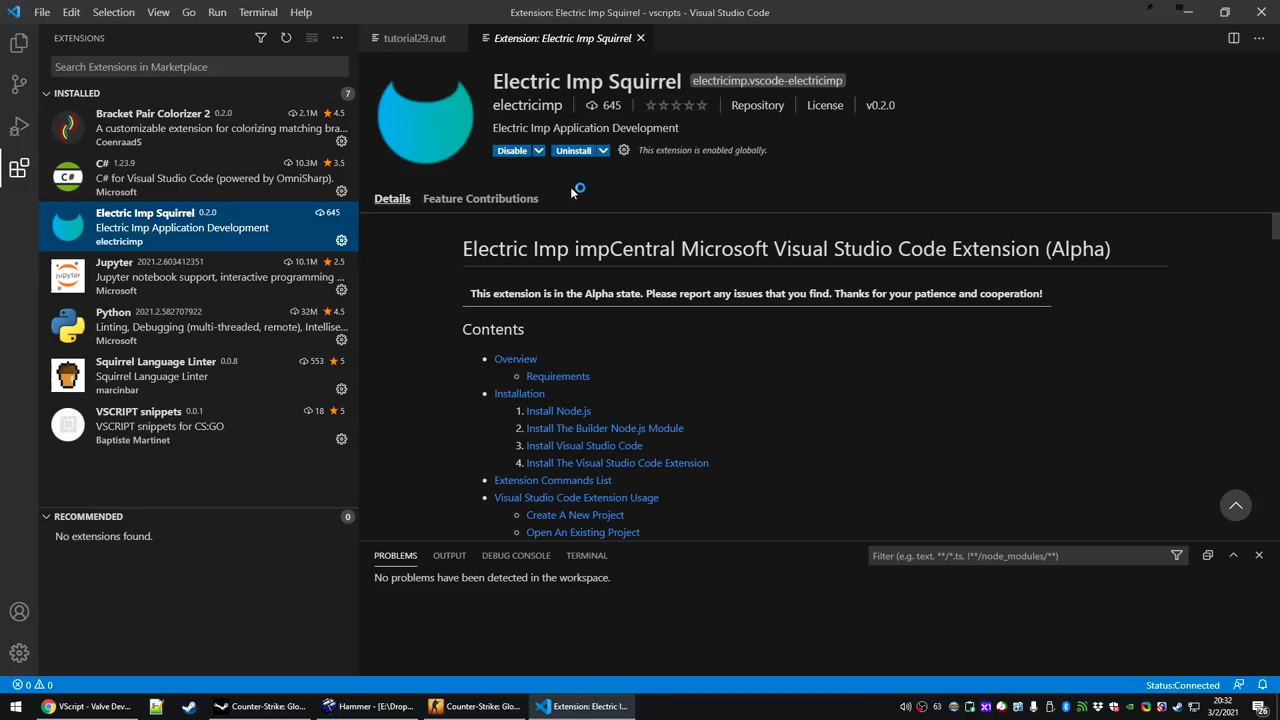 File Edit Selection View Go Run Terminal Help
Extension: Electric Imp Squirrel - vscripts - Visual Studio Code
EXTENSIONS
tutorial29.nut
Extension: Electric Imp Squirrel
Search Extensions in Marketplace
INSTALLED 7
Bracket Pair Colorizer 2 0.2.0 2.1M 4.5
A customizable extension for colorizing matching bra...
CoenraadS
C# 1.23.9 10.3M 3.5
C# for Visual Studio Code (powered by OmniSharp).
Microsoft
Electric Imp Squirrel 0.2.0 645
Electric Imp Application Development
electricimp
Jupyter 2021.2.603412351 10.1M 2.5
Jupyter notebook support, interactive programming ...
Microsoft
Python 2021.2.582707922 32M 4.5
Linting, Debugging (multi-threaded, remote), Intellise...
Microsoft
Squirrel Language Linter 0.0.8 553 5
Squirrel Language Linter
marcinbar
VSCRIPT snippets 0.0.1 18 5
VSCRIPT snippets for CS:GO
Baptiste Martinet
RECOMMENDED 0
No extensions found.
Electric Imp Squirrel electricimp.vscode-electricimp
electricimp 645 Repository License v0.2.0
Electric Imp Application Development
Disable Uninstall This extension is enabled globally.
Details Feature Contributions
Electric Imp impCentral Microsoft Visual Studio Code Extension (Alpha)
This extension is in the Alpha state. Please report any issues that you find. Thanks for your patience and cooperation!
Contents
Overview
Requirements
Installation
1. Install Node.js
2. Install The Builder Node.js Module
3. Install Visual Studio Code
4. Install The Visual Studio Code Extension
Extension Commands List
Visual Studio Code Extension Usage
Create A New Project
Open An Existing Project
PROBLEMS OUTPUT DEBUG CONSOLE TERMINAL
Filter (e.g. text, **/*.ts, !**/node_modules/**)
No problems have been detected in the workspace.
0 0
Status:Connected
VScript - Valve Dev...
Counter-Strike: Glo...
Hammer - [E:\Drop...
Counter-Strike: Glo...
Extension: Electric I...
63
20:32
3/2/2021
26